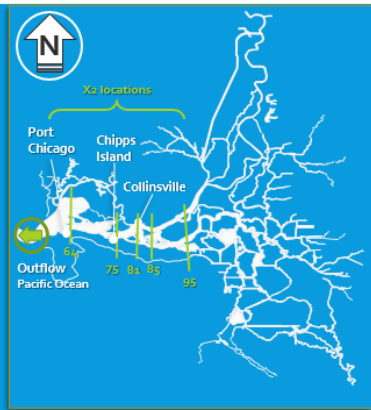 N
X2 locations
Port
Chicago
Chipps
Island
Collinsville
64
75
81
85
95
Outflow
Pacific Ocean